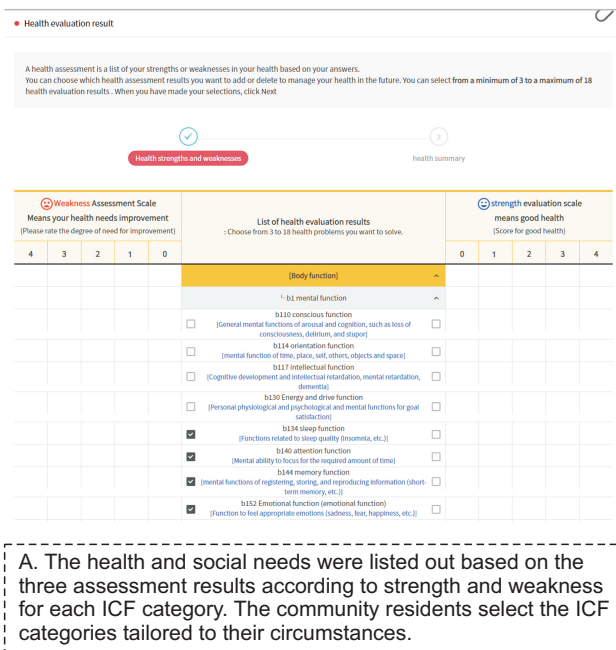 Health evaluation result
A health assessment is a list of your strengths or weaknesses in your health based on your answers.
You can choose which health assessment results you want to add or delete to manage your health in the future. You can select from a minimum of 3 to a maximum of 18
health evaluation results . When you have made your selections, click Next
2
Health strengths and weaknesses
health summary
Weakness Assessment Scale
Means your health needs improvement
(Please rate the degree of need for improvement)
List of health evaluation results
: Choose from 3 to 18 health problems you want to solve.
strength evaluation scale
means good health
(Score for good health)
4 3 2 1 0 0 1 2 3 4
[Body function]
b1 mental function
b110 conscious function
[General mental functions of arousal and cognition, such as loss of
consciousness, delirium, and stupor]
b114 orientation function
[mental function of time, place, self, others, objects and space]
b117 intellectual function
[Cognitive development and intellectual retardation, mental retardation,
dementia]
b130 Energy and drive function
[Personal physiological and psychological and mental functions for goal
satisfaction]
b134 sleep function
[Functions related to sleep quality (Insomnia, etc.)]
b140 attention function
[Mental ability to focus for the required amount of time]
b144 memory function
[mental functions of registering, storing, and reproducing information (short-
term memory, etc.)]
b152 Emotional function (emotional function)
[Function to feel appropriate emotions (sadness, fear, happiness, etc.)]
A. The health and social needs were listed out based on the
three assessment results according to strength and weakness
for each ICF category. The community residents select the ICF
categories tailored to their circumstances.